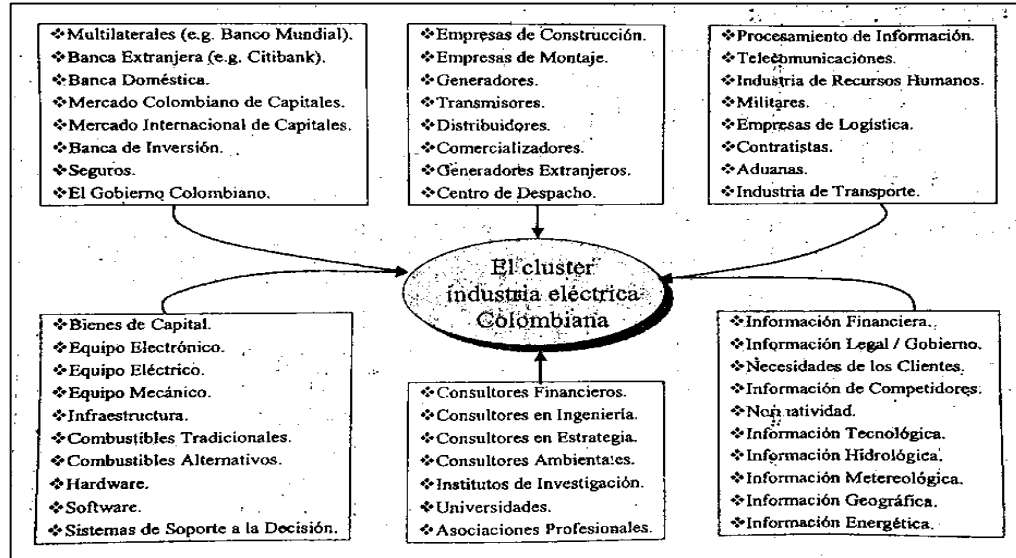 ❖Multilaterales (e.g. Banco Mundial).
❖Banca Extranjera (e.g. Citibank).
❖Banca Doméstica.
❖Mercado Colombiano de Capitales.
❖Mercado Internacional de Capitales.
❖Banca de Inversión.
❖Seguros.
❖El Gobierno Colombiano.
❖Empresas de Construcción.
❖Empresas de Montaje.
❖Generadores.
❖Transmisores.
❖Distribuidores.
❖Comercializadores.
❖Generadores Extranjeros.
❖Centro de Despacho.
❖Procesamiento de Información.
❖Telecomunicaciones.
❖Industria de Recursos Humanos.
❖Militares.
❖Empresas de Logística.
❖Contratistas.
❖Aduanas.
❖Industria de Transporte.
El cluster
industria eléctrica
Colombiana
❖Bienes de Capital.
❖Equipo Electrónico.
❖Equipo Eléctrico.
❖Equipo Mecánico.
❖Infraestructura.
❖Combustibles Tradicionales.
❖Combustibles Alternativos.
❖Hardware.
❖Software.
❖Sistemas de Soporte a la Decisión.
❖Consultores Financieros.
❖Consultores en Ingeniería.
❖Consultores en Estrategia.
❖Consultores Ambientales.
❖Institutos de Investigación.
❖Universidades.
❖Asociaciones Profesionales.
❖Información Financiera.
❖Información Legal / Gobierno.
❖Necesidades de los Clientes.
❖Información de Competidores.
❖Normatividad.
❖Información Tecnológica.
❖Información Hidrológica.
❖Información Metereológica.
❖Información Geográfica.
❖Información Energética.